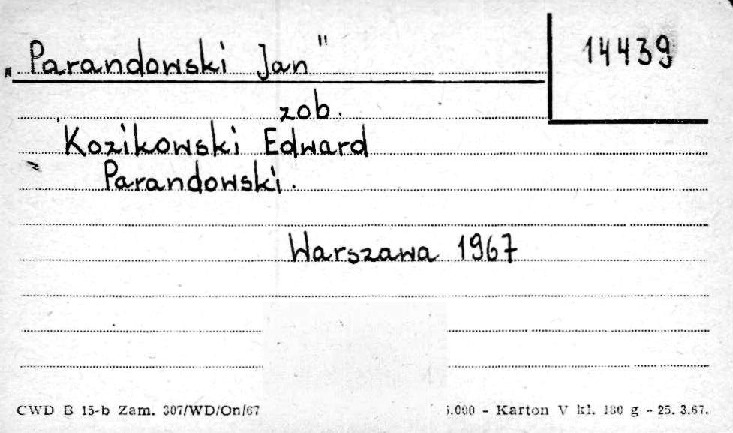 „Parandowski Jan"
14439
zob.
Kozikowski Edward
Parandowski.
Warszawa 1967
CWD B 15-b Zam. 307/WD/On/67
.000 - Karton V kl. 180 g - 25. 3.67.